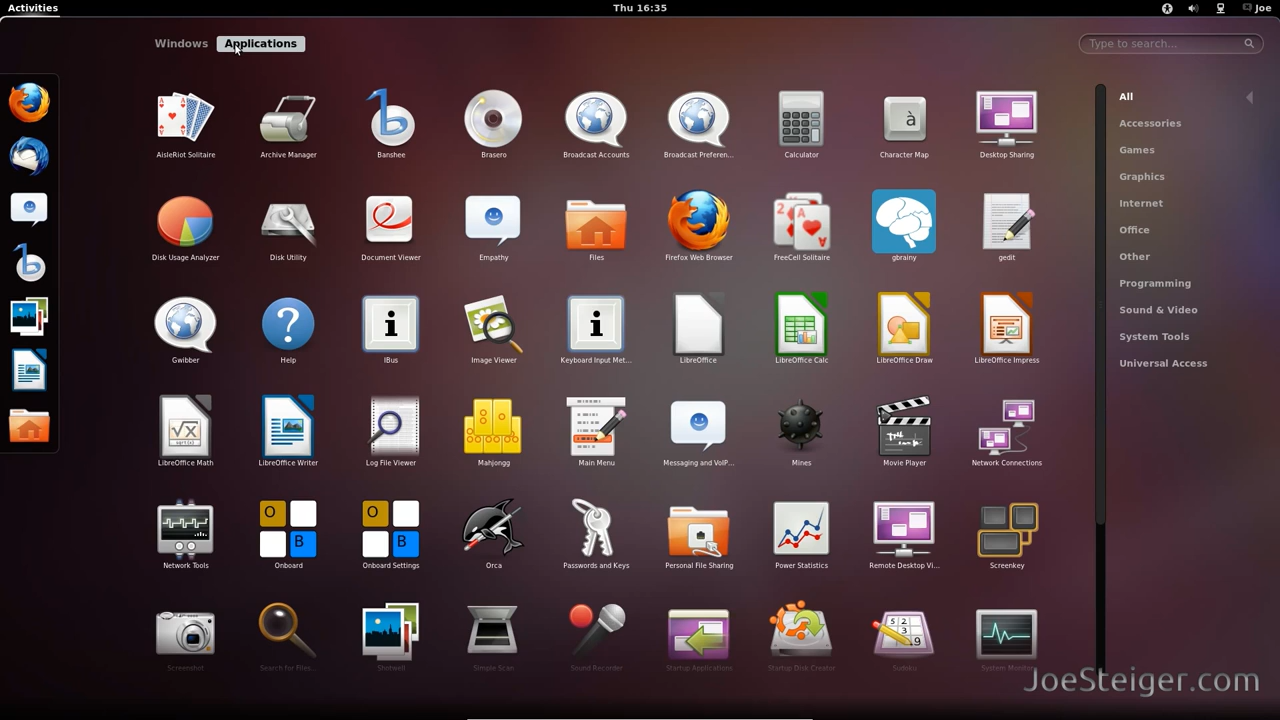 Activities
Thu 16:35
Joe
Windows
Applications
Type to search...
All
Accessories
Games
Graphics
Internet
Office
Other
Programming
Sound & Video
System Tools
Universal Access
AisleRiot Solitaire
Archive Manager
Banshee
Brasero
Broadcast Accounts
Broadcast Preferen...
Calculator
à
Character Map
Desktop Sharing
Disk Usage Analyzer
Disk Utility
Document Viewer
Empathy
Files
Firefox Web Browser
FreeCell Solitaire
gbrainy
gedit
Gwibber
Help
IBus
Image Viewer
Keyboard Input Met...
LibreOffice
LibreOffice Calc
LibreOffice Draw
LibreOffice Impress
LibreOffice Math
LibreOffice Writer
Log File Viewer
Mahjongg
Main Menu
Messaging and VoIP...
Mines
Movie Player
Network Connections
Network Tools
O
B
Onboard
O
B
Onboard Settings
Orca
Passwords and Keys
Personal File Sharing
Power Statistics
Remote Desktop Vi...
Screenkey
Screenshot
Search for Files...
Shotwell
Simple Scan
Sound Recorder
Startup Applications
Startup Disk Creator
Sudoku
System Monitor
JoeSteiger.com